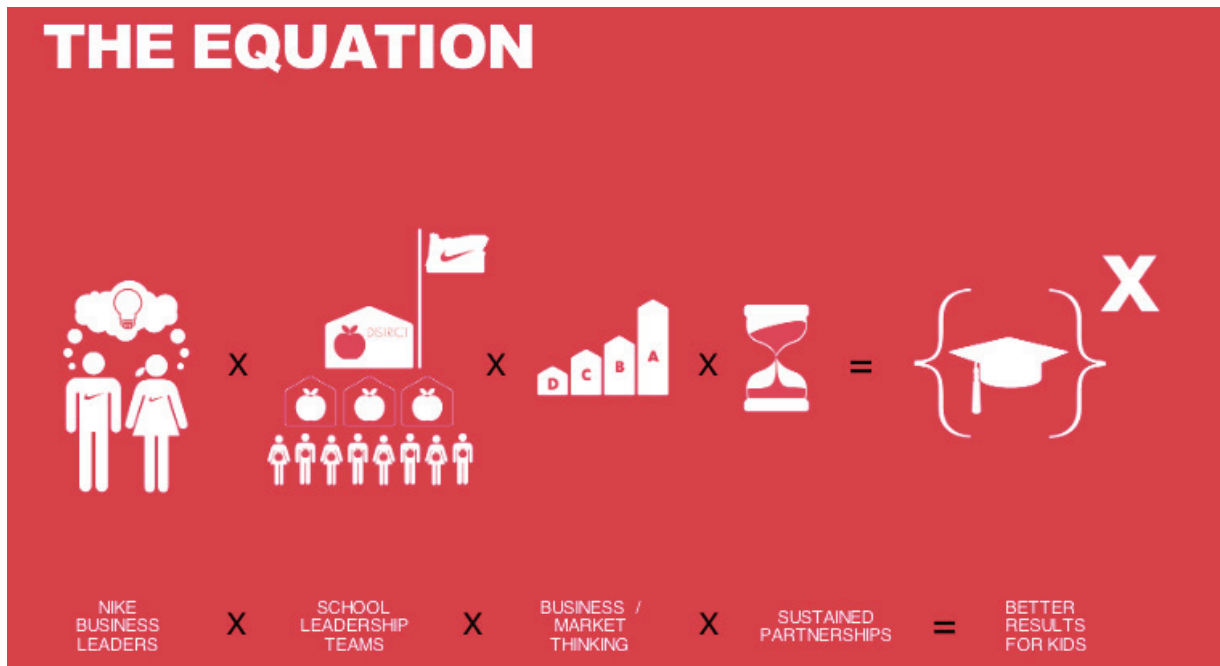 THE EQUATION
X
DISTRICT
X
D C B A
X
=
X
NIKE
BUSINESS
LEADERS
X
SCHOOL
LEADERSHIP
TEAMS
X
BUSINESS /
MARKET
THINKING
X
SUSTAINED
PARTNERSHIPS
=
BETTER
RESULTS
FOR KIDS